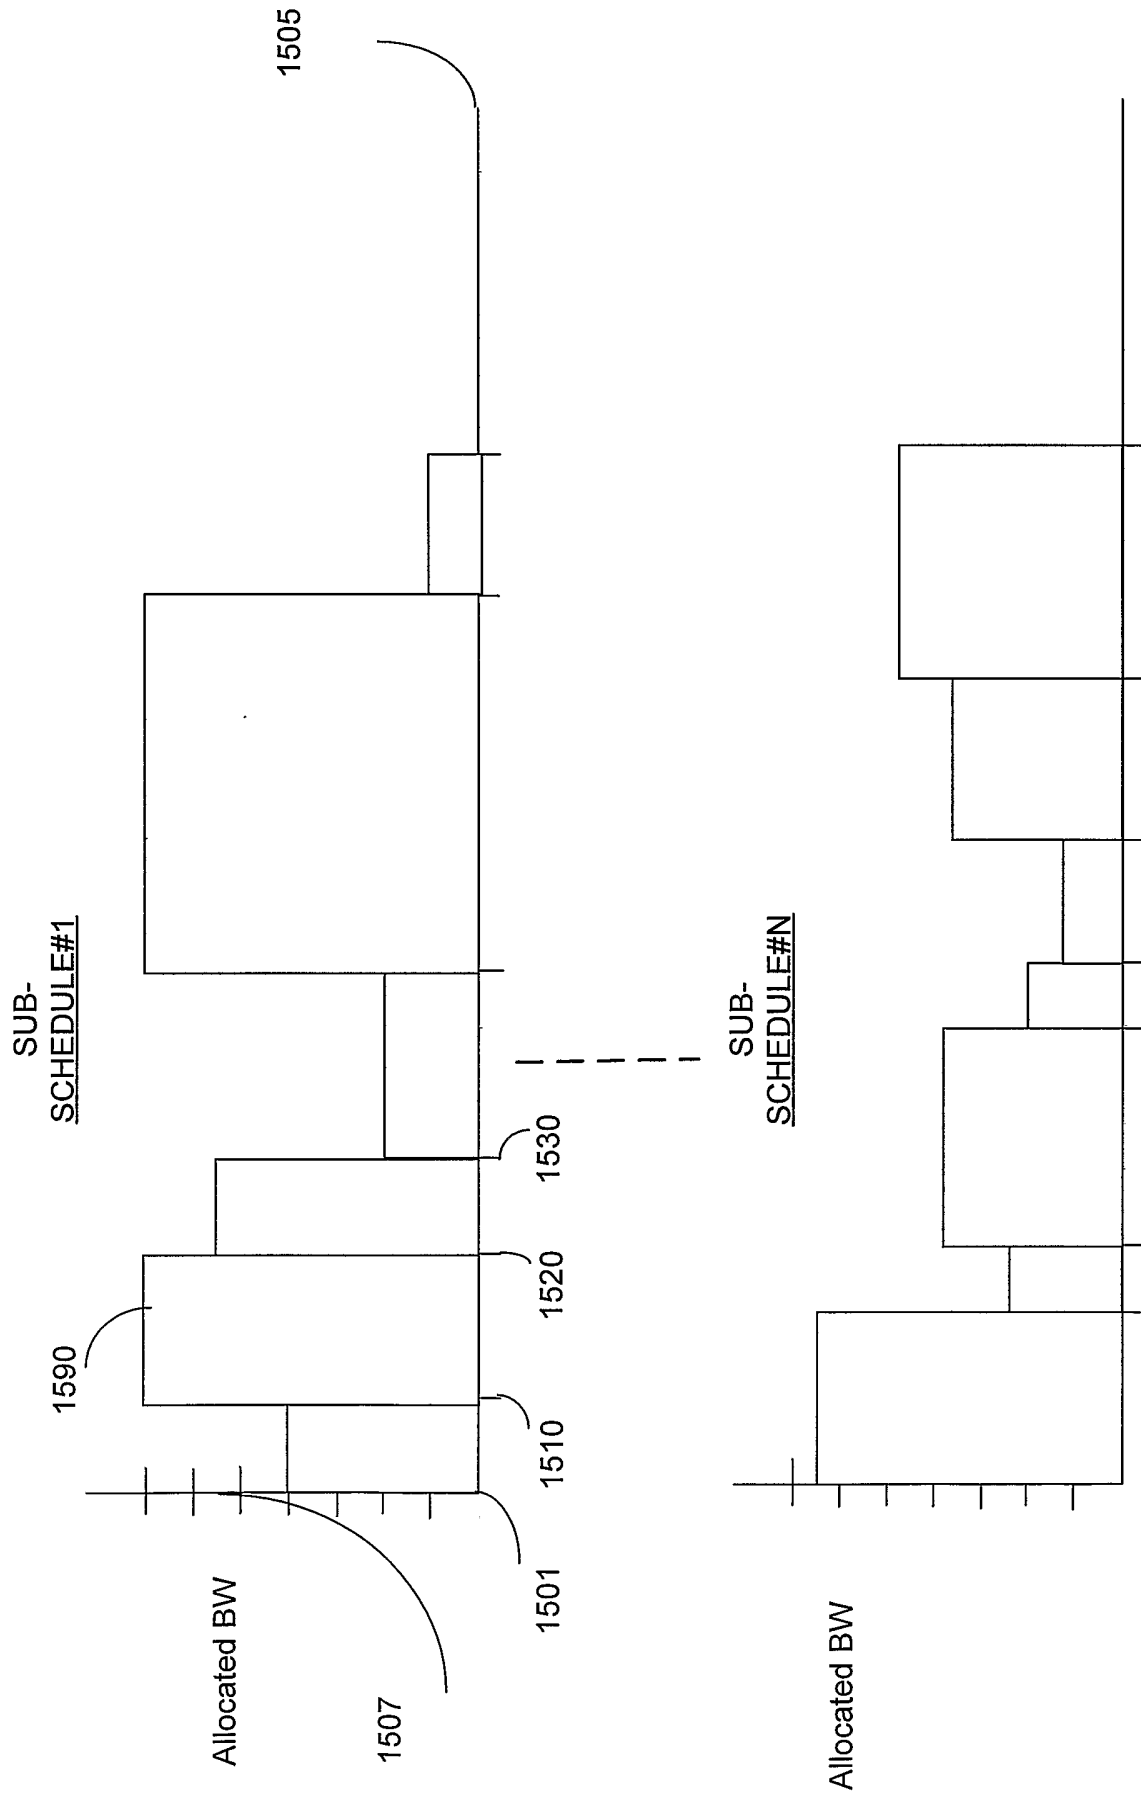 SUB-
SCHEDULE#1
1505
1590
Allocated BW
1507
1501
1510
1520
1530
SUB-
SCHEDULE#N
Allocated BW